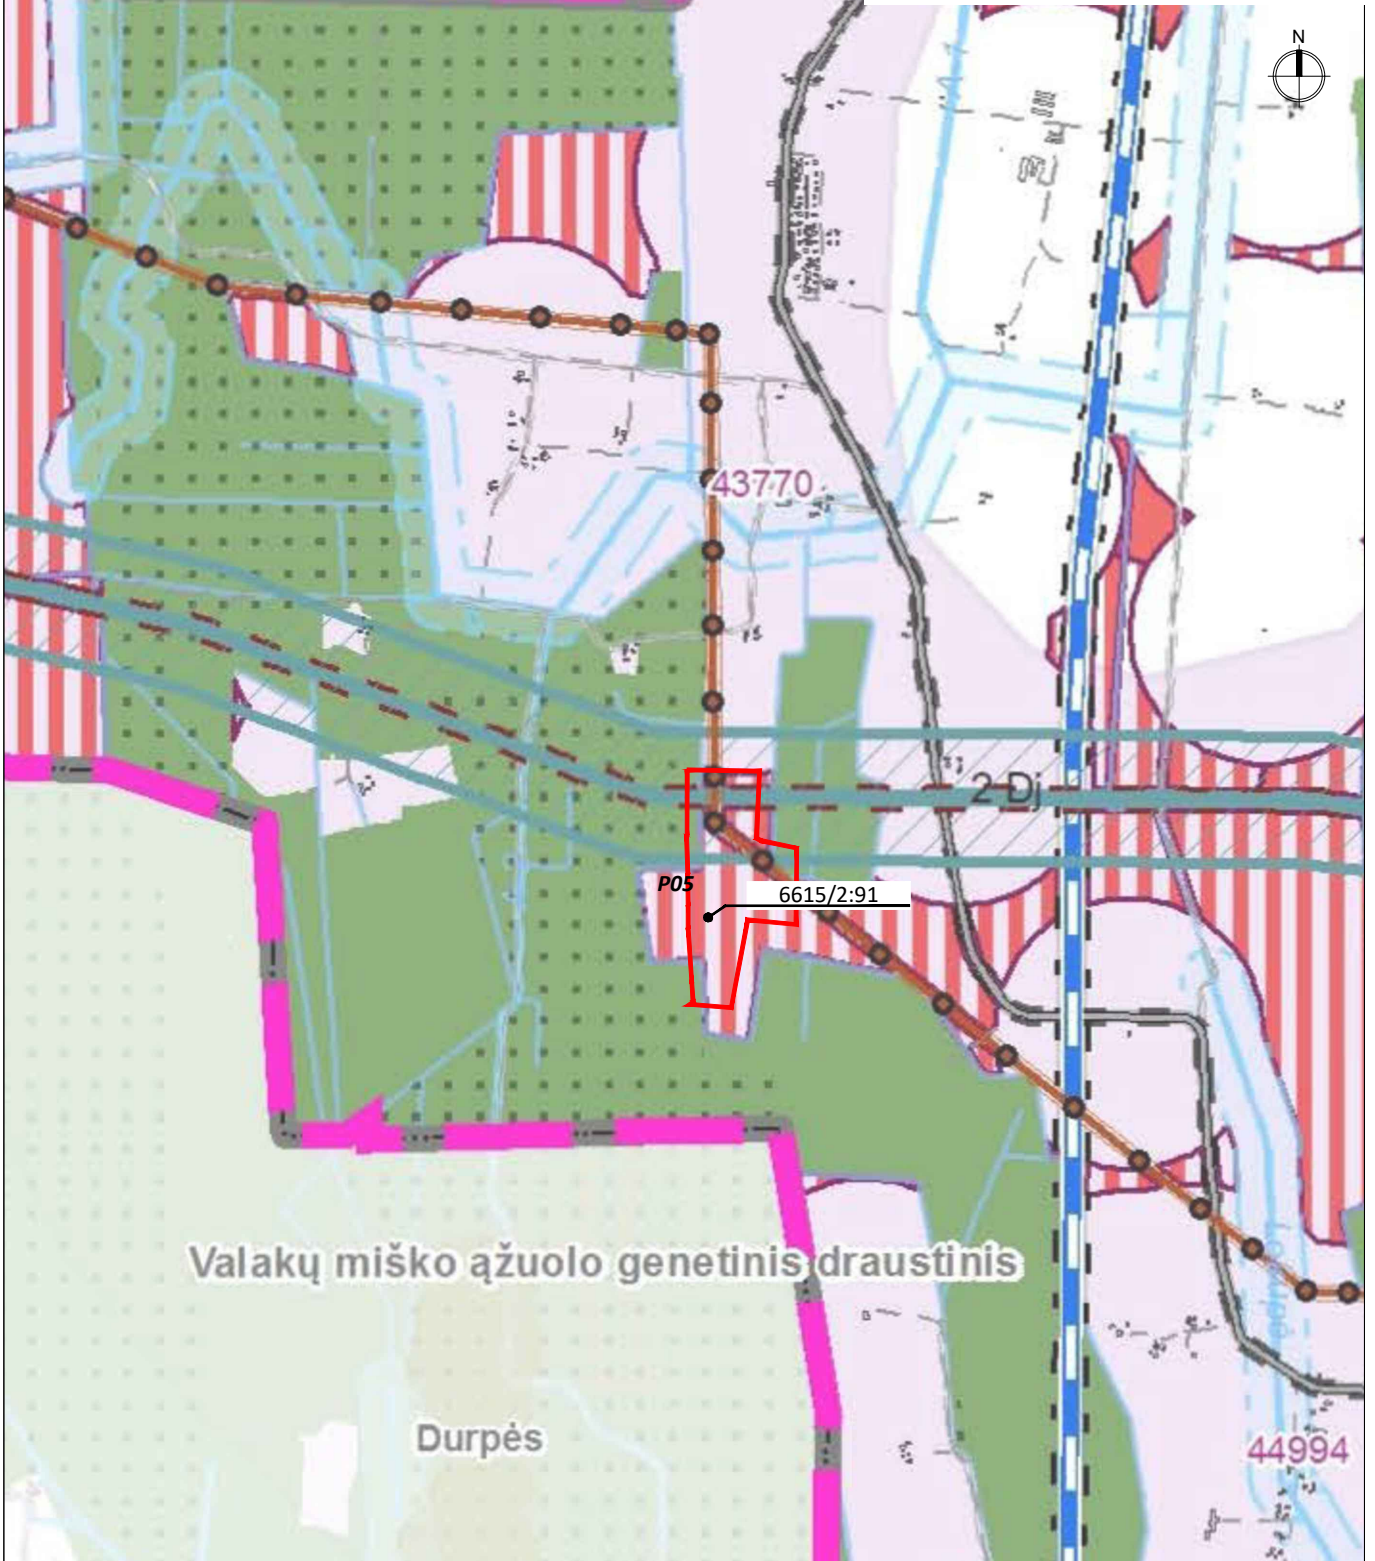 N
43770
2 Dj
P05
6615/2:91
Valakų miško ąžuolo genetinis draustinis
Durpės
44994